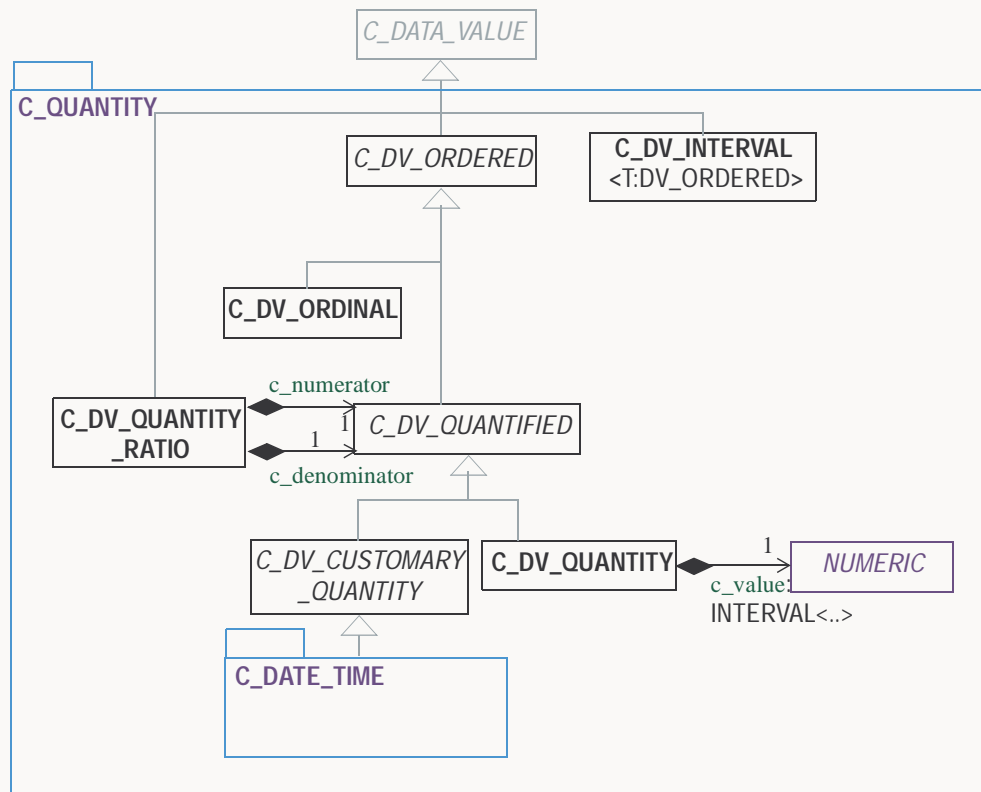 C_DATA_VALUE
C_QUANTITY
C_DV_ORDERED
C_DV_INTERVAL
<T:DV_ORDERED>
C_DV_ORDINAL
c_numerator
1
C_DV_QUANTITY
_RATIO
C_DV_QUANTIFIED
1
c_denominator
C_DV_CUSTOMARY
_QUANTITY
C_DV_QUANTITY
1
NUMERIC
c_value:
INTERVAL<..>
C_DATE_TIME